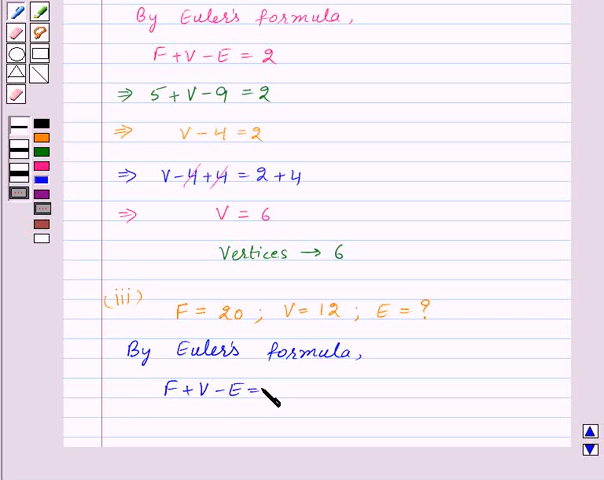 By Euler's formula,
F + V - E = 2
⇒ 5 + V - 9 = 2
⇒ V - 4 = 2
⇒ V - 4 + 4 = 2 + 4
⇒ V = 6
Vertices → 6
(iii) F = 20 ; V = 12 ; E = ?
By Euler's formula,
F + V - E =